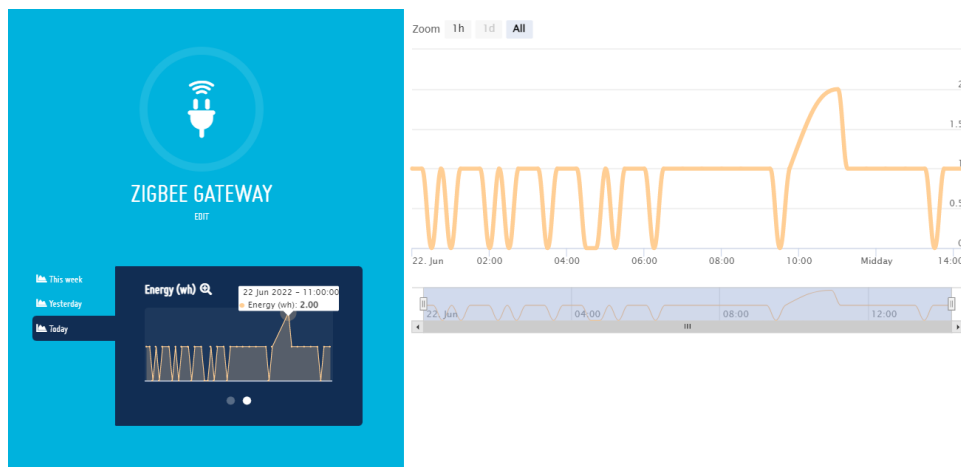 ZIGBEE GATEWAY
EDIT
This week
Yesterday
Today
Energy (wh)
22 Jun 2022 - 11:00:00
Energy (wh): 2.00
Zoom 1h 1d All
2
1.5
1
0.5
0
22. Jun 02:00 04:00 06:00 08:00 10:00 Midday 14:00
22. Jun 04:00 08:00 12:00